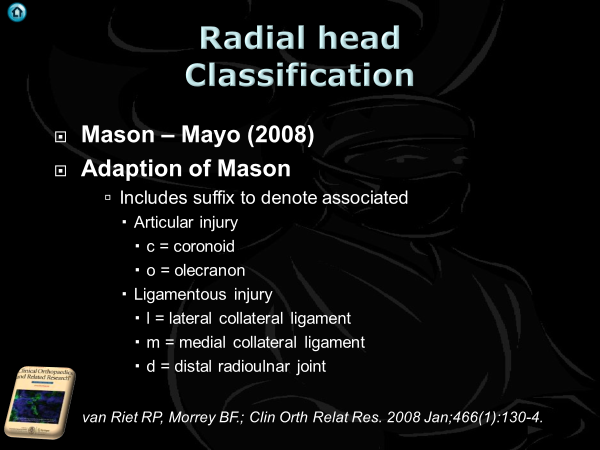 Radial head
Classification
Mason – Mayo (2008)
Adaption of Mason
Includes suffix to denote associated
Articular injury
c = coronoid
o = olecranon
Ligamentous injury
l = lateral collateral ligament
m = medial collateral ligament
d = distal radioulnar joint
Clinical Orthopaedics
and Related Research
van Riet RP, Morrey BF.; Clin Orth Relat Res. 2008 Jan;466(1):130-4.